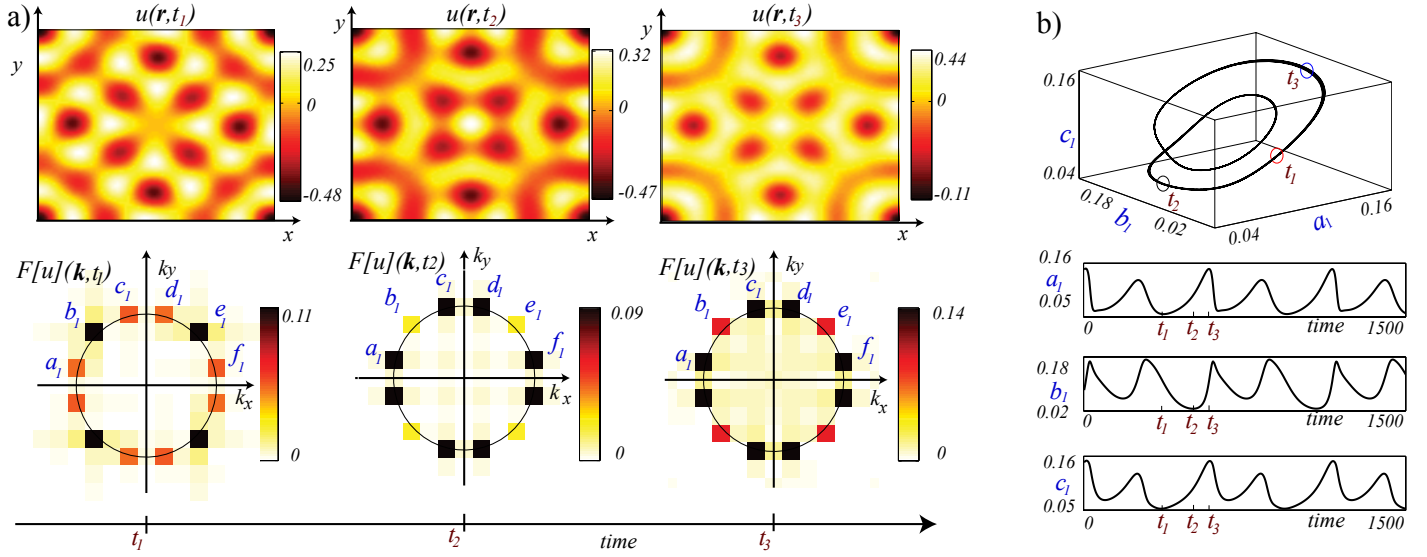 a)
u(r,t1)
y
x
0.25
0
-0.48
u(r,t2)
y
x
0.32
0
-0.47
u(r,t3)
y
x
0.44
0
-0.11
F[u](k,t1)
ky
kx
a1
b1
c1
d1
e1
f1
0.11
0
F[u](k,t2)
ky
kx
a1
b1
c1
d1
e1
f1
0.09
0
F[u](k,t3)
ky
kx
a1
b1
c1
d1
e1
f1
0.14
0
t1
t2
time
t3
b)
0.16
c1
0.04
0.18
b1
0.02
0.04
a1
0.16
t3
t1
t2
0.16
a1
0.05
0
t1
t2
t3
time
1500
0.18
b1
0.02
0
t1
t2
t3
time
1500
0.16
c1
0.05
0
t1
t2
t3
time
1500